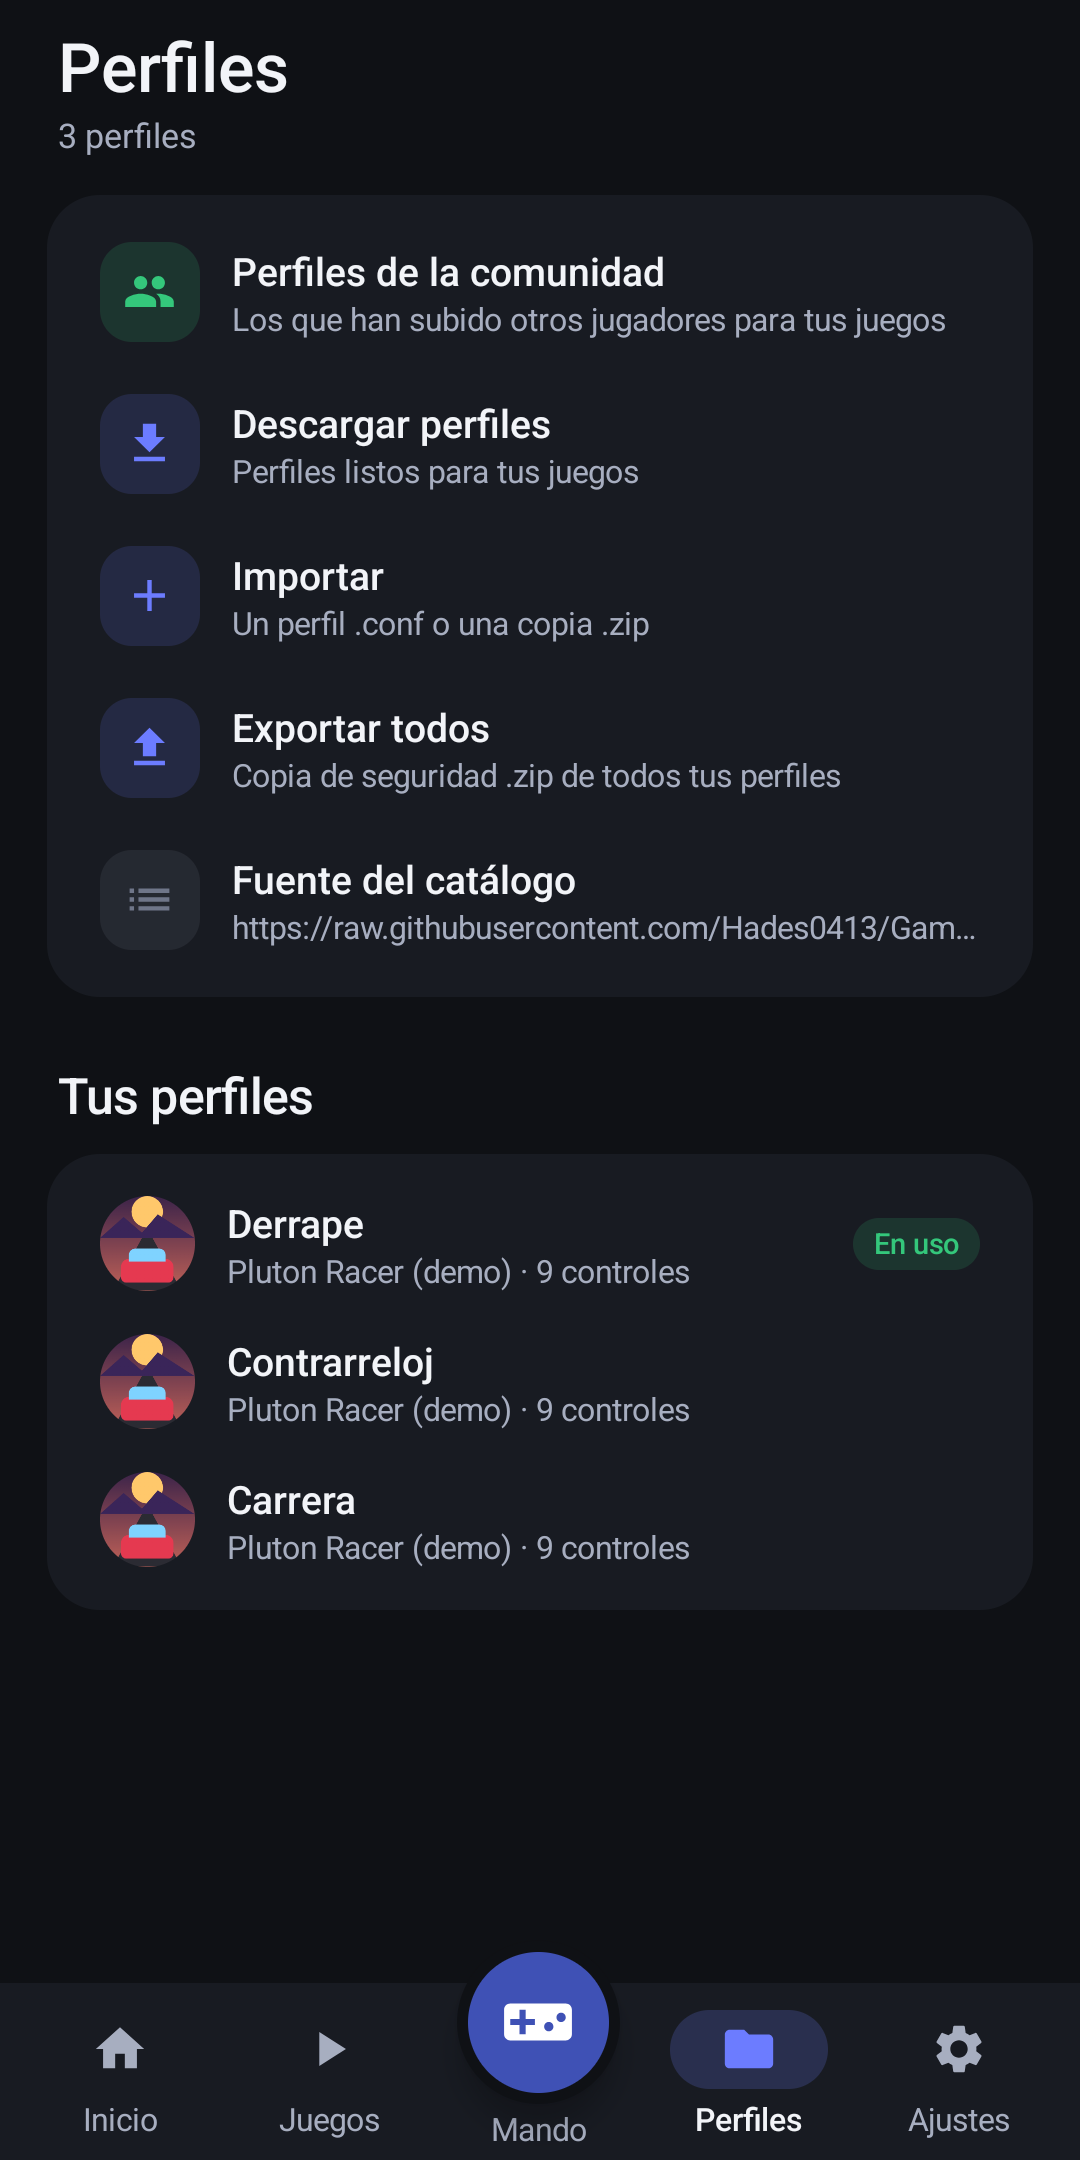 Perfiles
3 perfiles
Perfiles de la comunidad
Los que han subido otros jugadores para tus juegos
Descargar perfiles
Perfiles listos para tus juegos
Importar
Un perfil .conf o una copia .zip
Exportar todos
Copia de seguridad .zip de todos tus perfiles
Fuente del catálogo
https://raw.githubusercontent.com/Hades0413/Gam...
Tus perfiles
Derrape
Pluton Racer (demo) · 9 controles
En uso
Contrarreloj
Pluton Racer (demo) · 9 controles
Carrera
Pluton Racer (demo) · 9 controles
Inicio
Juegos
Mando
Perfiles
Ajustes